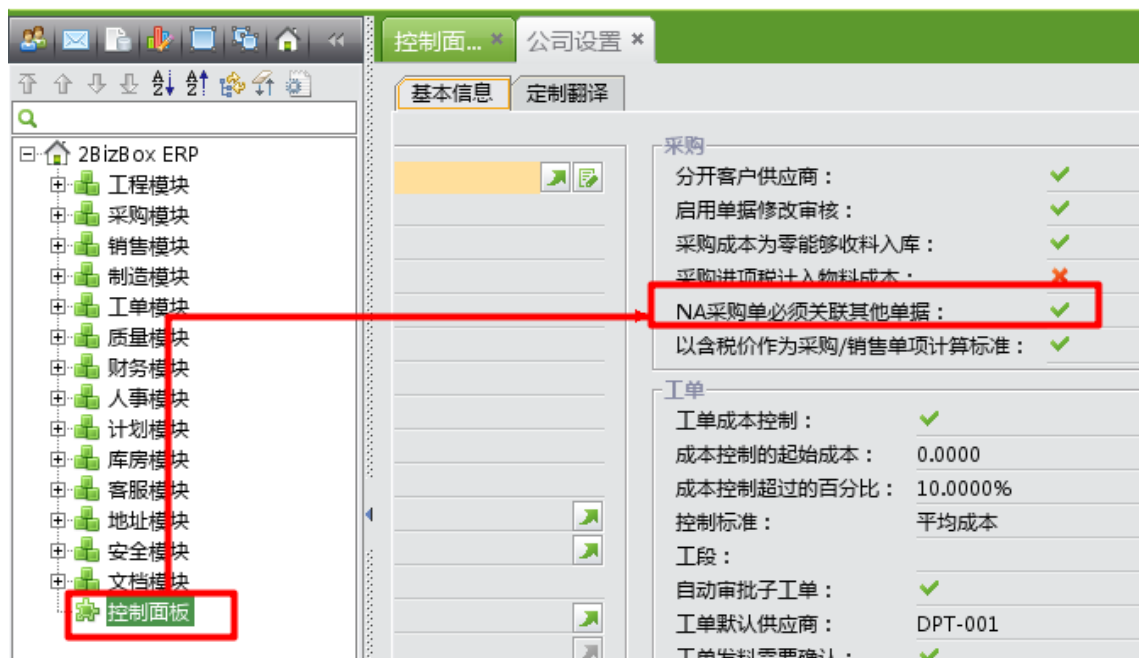 控制面...
公司设置
基本信息
定制翻译
2BizBox ERP
工程模块
采购模块
销售模块
制造模块
工单模块
质量模块
财务模块
人事模块
计划模块
库房模块
客服模块
地址模块
安全模块
文档模块
控制面板
采购
分开客户供应商：
启用单据修改审核：
采购成本为零能够收料入库：
采购进项税计入物料成本：
NA采购单必须关联其他单据：
以含税价作为采购/销售单项计算标准：
工单
工单成本控制：
成本控制的起始成本： 0.0000
成本控制超过的百分比： 10.0000%
控制标准： 平均成本
工段：
自动审批子工单：
工单默认供应商： DPT-001
工单发料需要确认：